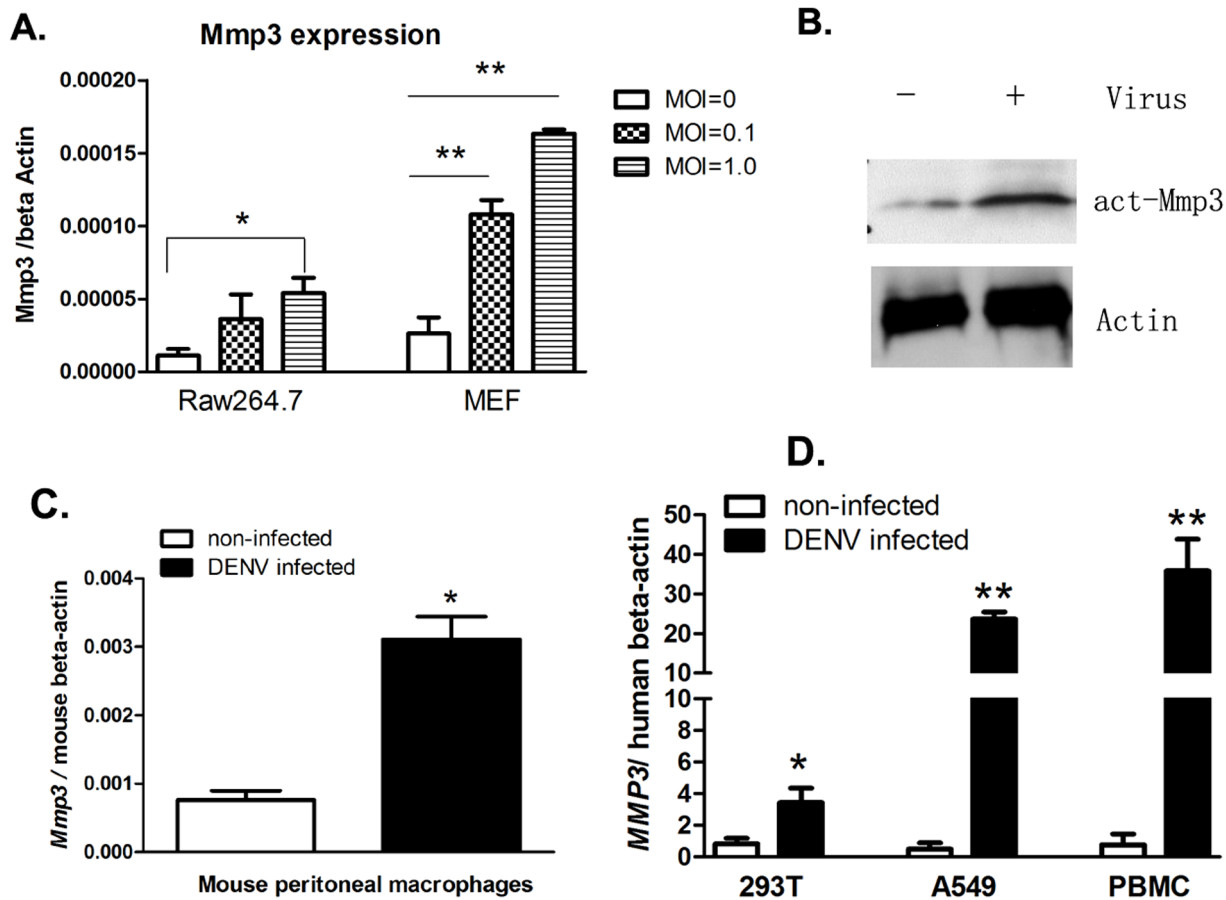 A.
Mmp3 expression
Mmp3 /beta Actin
0.00020
0.00015
0.00010
0.00005
0.00000
*
**
**
Raw264.7 MEF
MOI=0
MOI=0.1
MOI=1.0
B.
− + Virus
act-Mmp3
Actin
C.
non-infected
DENV infected
Mmp3 / mouse beta-actin
0.004
0.003
0.002
0.001
0.000
*
Mouse peritoneal macrophages
D.
non-infected
DENV infected
MMP3/ human beta-actin
50
40
30
20
10
10
8
6
4
2
0
*
**
**
293T A549 PBMC